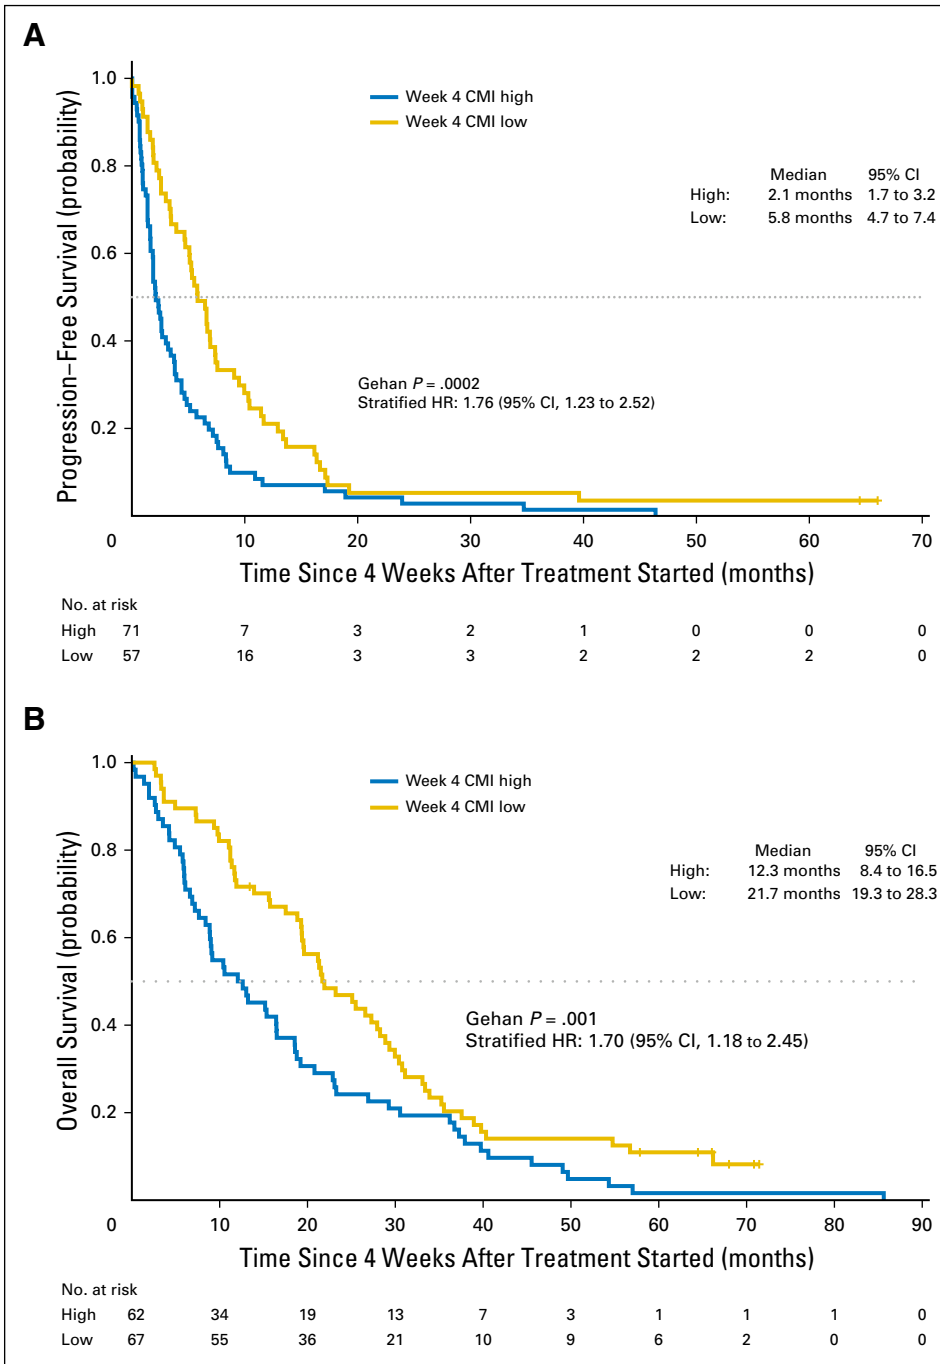 A
Progression–Free Survival (probability)
1.0
0.8
0.6
0.4
0.2
Week 4 CMI high
Week 4 CMI low
Median 95% CI
High: 2.1 months 1.7 to 3.2
Low: 5.8 months 4.7 to 7.4
Gehan P = .0002
Stratified HR: 1.76 (95% CI, 1.23 to 2.52)
0 10 20 30 40 50 60 70
Time Since 4 Weeks After Treatment Started (months)
No. at risk
High 71 7 3 2 1 0 0 0
Low 57 16 3 3 2 2 2 0
B
Overall Survival (probability)
1.0
0.8
0.6
0.4
0.2
Week 4 CMI high
Week 4 CMI low
Median 95% CI
High: 12.3 months 8.4 to 16.5
Low: 21.7 months 19.3 to 28.3
Gehan P = .001
Stratified HR: 1.70 (95% CI, 1.18 to 2.45)
0 10 20 30 40 50 60 70 80 90
Time Since 4 Weeks After Treatment Started (months)
No. at risk
High 62 34 19 13 7 3 1 1 1 0
Low 67 55 36 21 10 9 6 2 0 0